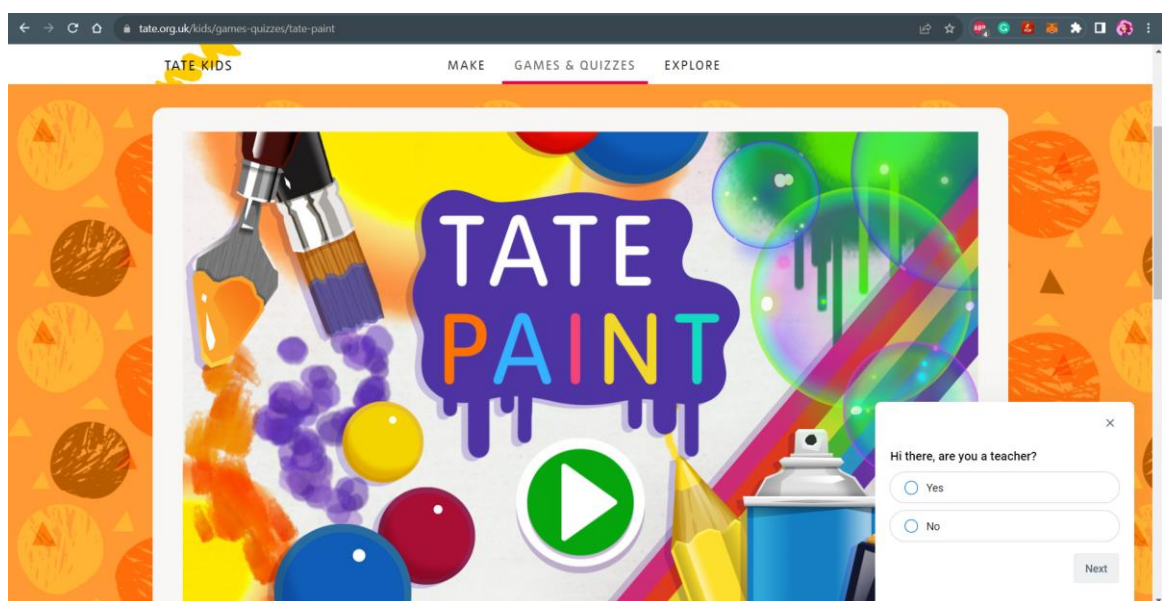 tate.org.uk/kids/games-quizzes/tate-paint
TATE KIDS MAKE GAMES & QUIZZES EXPLORE
TATE
PAINT
Hi there, are you a teacher?
Yes
No
Next